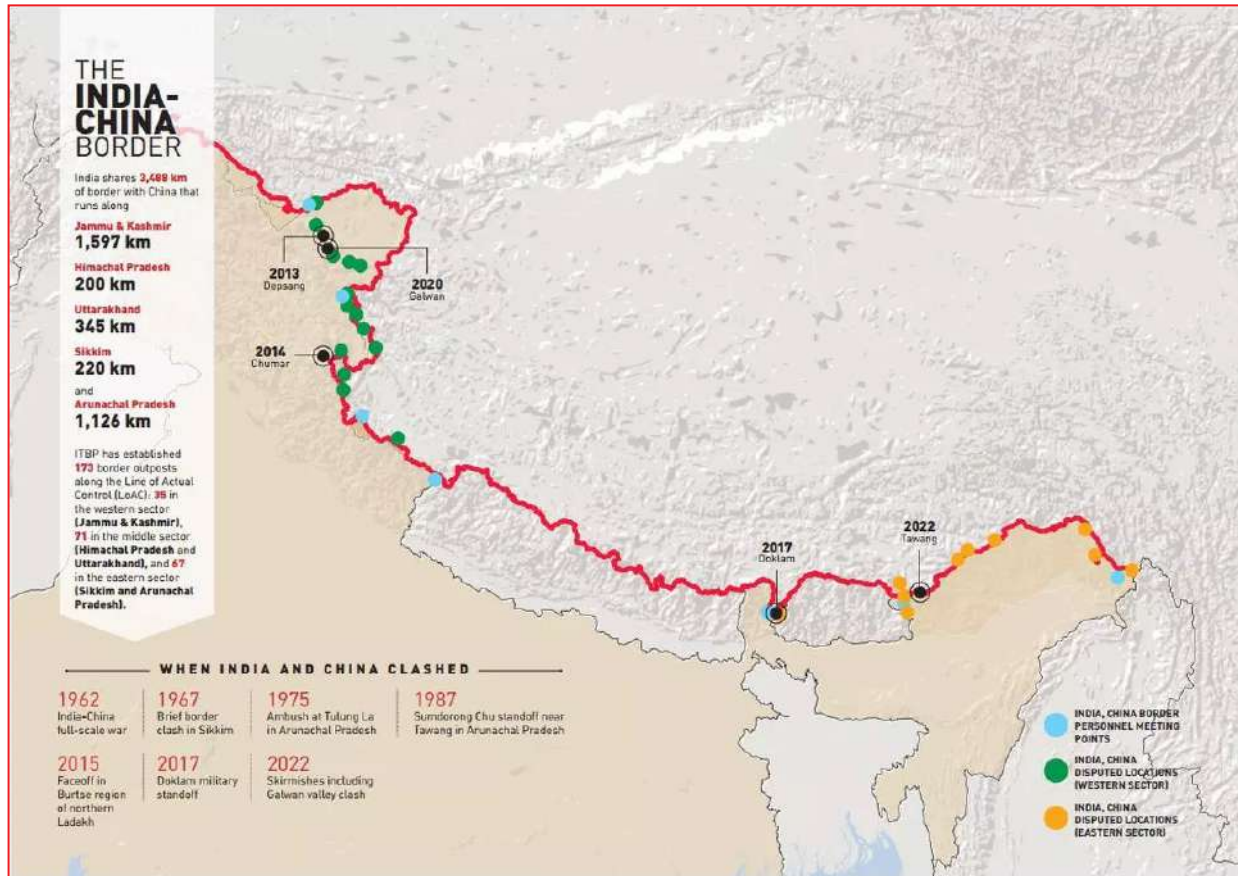 THE
INDIA-
CHINA
BORDER
India shares 3,488 km
of border with China that
runs along
Jammu & Kashmir
1,597 km
Himachal Pradesh
200 km
Uttarakhand
345 km
Sikkim
220 km
and
Arunachal Pradesh
1,126 km
ITBP has established
173 border outposts
along the Line of Actual
Control (LoAC): 35 in
the western sector
(Jammu & Kashmir),
71 in the middle sector
(Himachal Pradesh and
Uttarakhand), and 67
in the eastern sector
(Sikkim and Arunachal
Pradesh).
2013
Depsang
2020
Galwan
2014
Chumar
2017
Doklam
2022
Tawang
WHEN INDIA AND CHINA CLASHED
1962
India-China
full-scale war
1967
Brief border
clash in Sikkim
1975
Ambush at Tulung La
in Arunachal Pradesh
1987
Sumdorong Chu standoff near
Tawang in Arunachal Pradesh
2015
Faceoff in
Burtse region
of northern
Ladakh
2017
Doklam military
standoff
2022
Skirmishes including
Galwan valley clash
INDIA, CHINA BORDER
PERSONNEL MEETING
POINTS
INDIA, CHINA
DISPUTED LOCATIONS
(WESTERN SECTOR)
INDIA, CHINA
DISPUTED LOCATIONS
(EASTERN SECTOR)